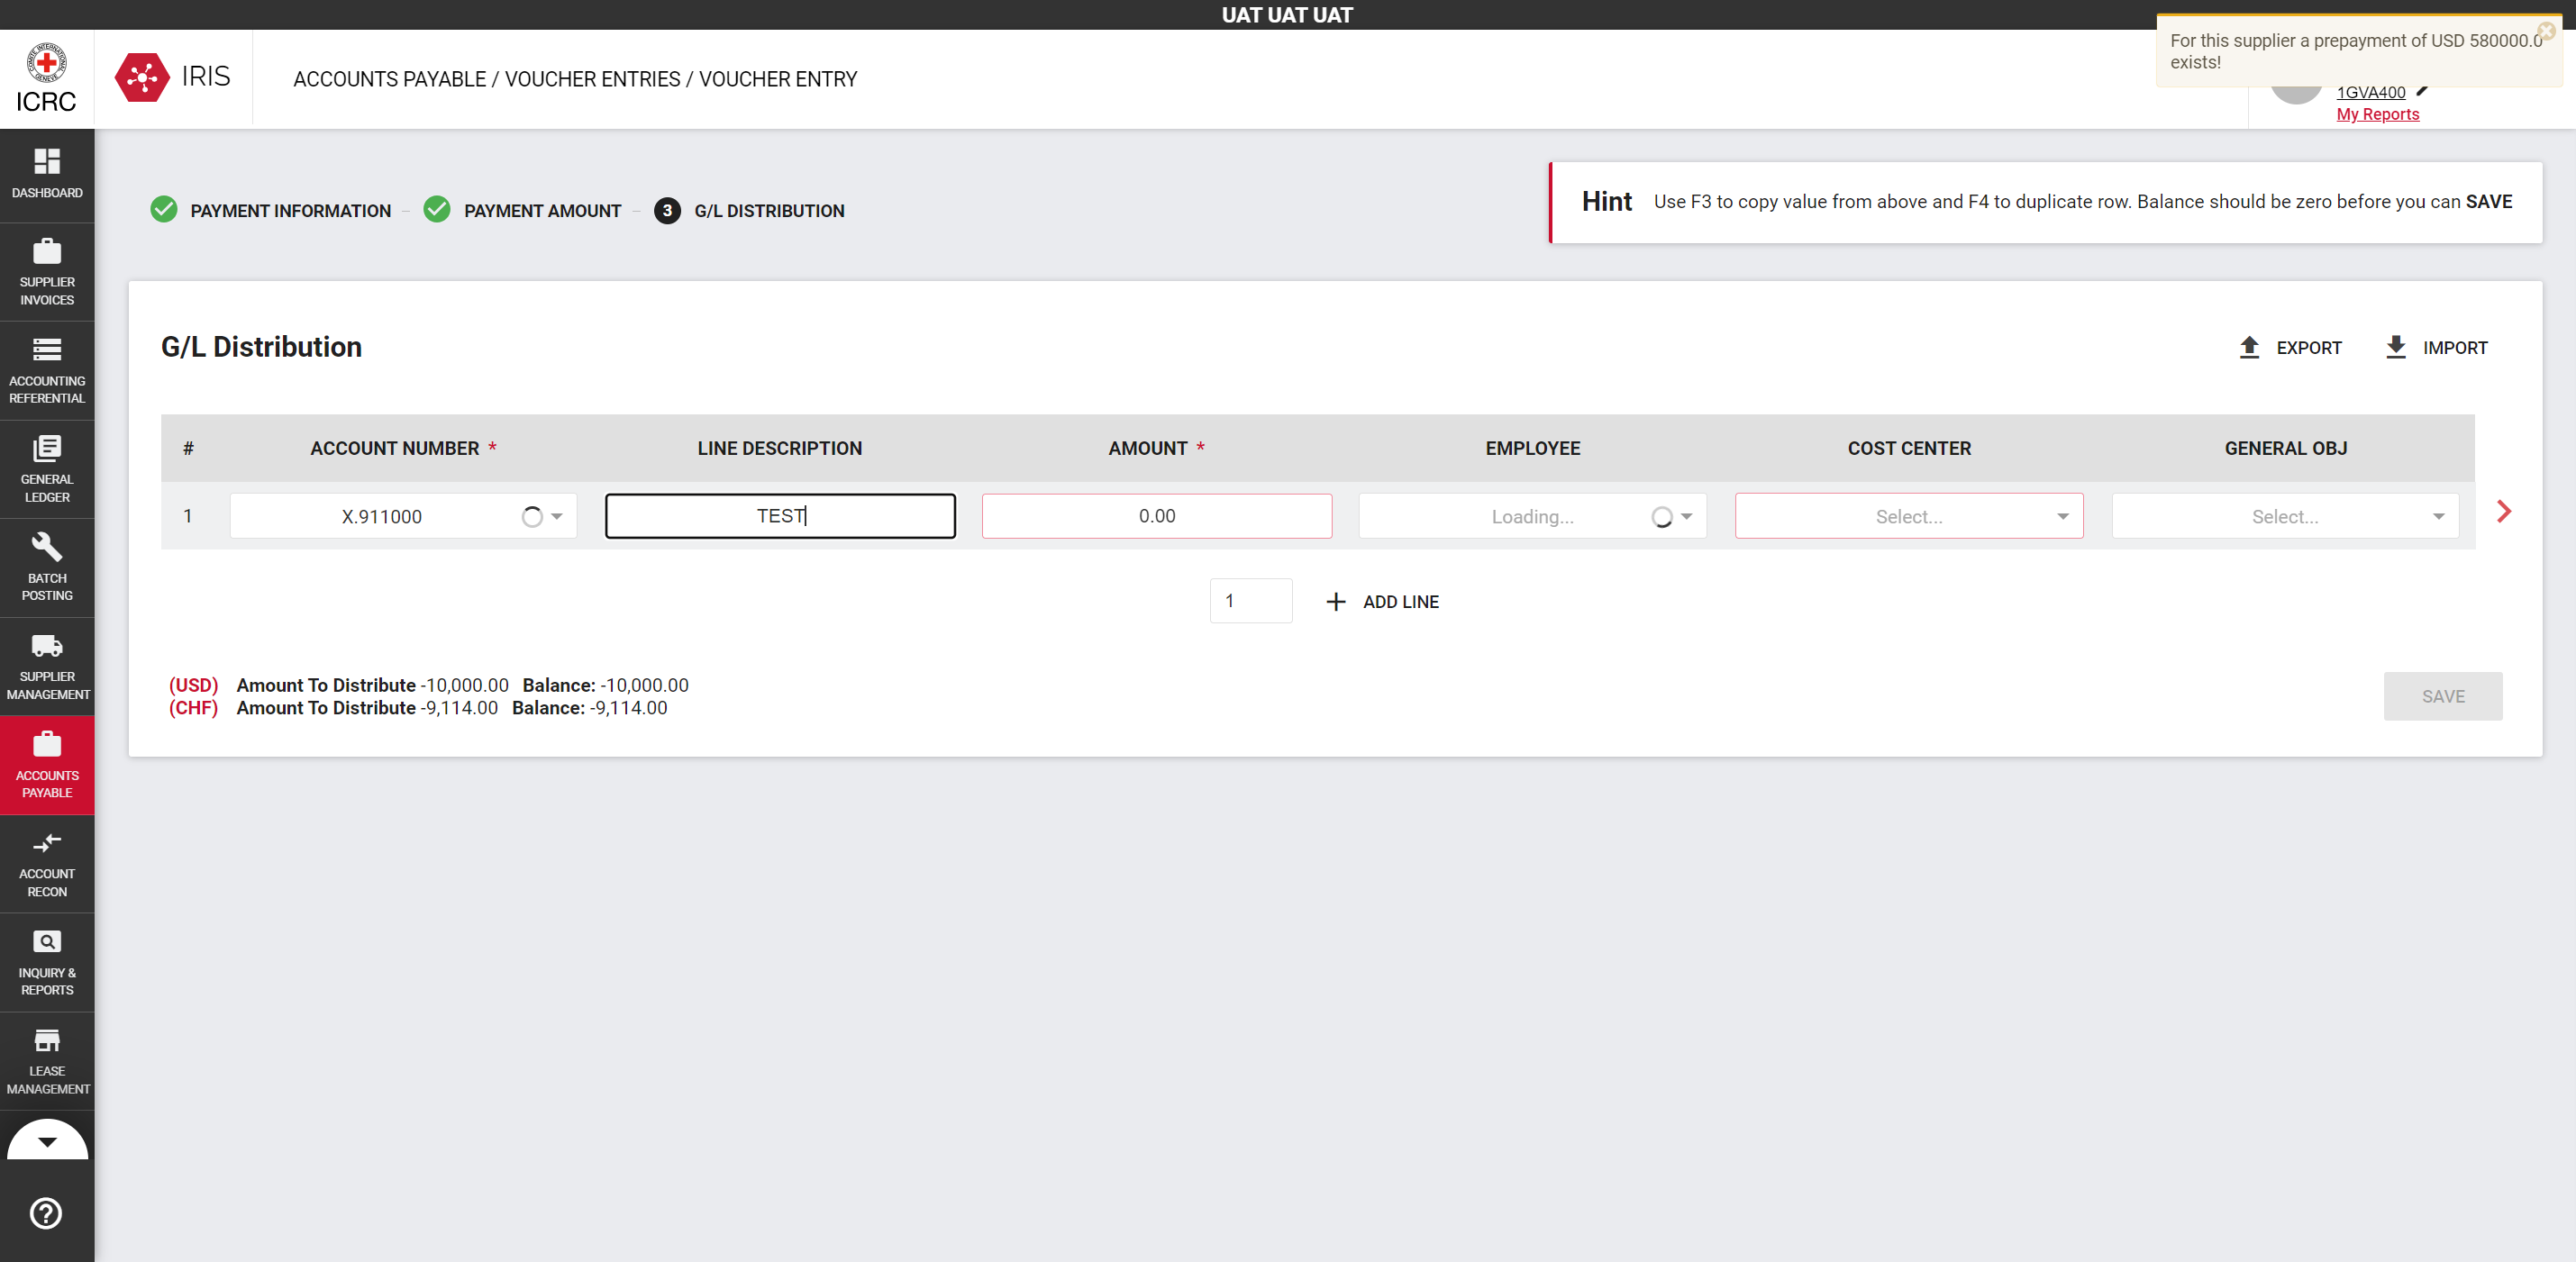 UAT UAT UAT
For this supplier a prepayment of USD 580000.0
exists!
ICRC
IRIS
ACCOUNTS PAYABLE / VOUCHER ENTRIES / VOUCHER ENTRY
1GVA400
My Reports
DASHBOARD
SUPPLIER
INVOICES
ACCOUNTING
REFERENTIAL
GENERAL
LEDGER
BATCH
POSTING
SUPPLIER
MANAGEMENT
ACCOUNTS
PAYABLE
ACCOUNT
RECON
INQUIRY &
REPORTS
LEASE
MANAGEMENT
PAYMENT INFORMATION
PAYMENT AMOUNT
3 G/L DISTRIBUTION
Hint Use F3 to copy value from above and F4 to duplicate row. Balance should be zero before you can SAVE
G/L Distribution
EXPORT IMPORT
# ACCOUNT NUMBER * LINE DESCRIPTION AMOUNT * EMPLOYEE COST CENTER GENERAL OBJ
1 X.911000 TEST 0.00 Loading... Select... Select...
1 + ADD LINE
(USD) Amount To Distribute -10,000.00 Balance: -10,000.00
(CHF) Amount To Distribute -9,114.00 Balance: -9,114.00
SAVE